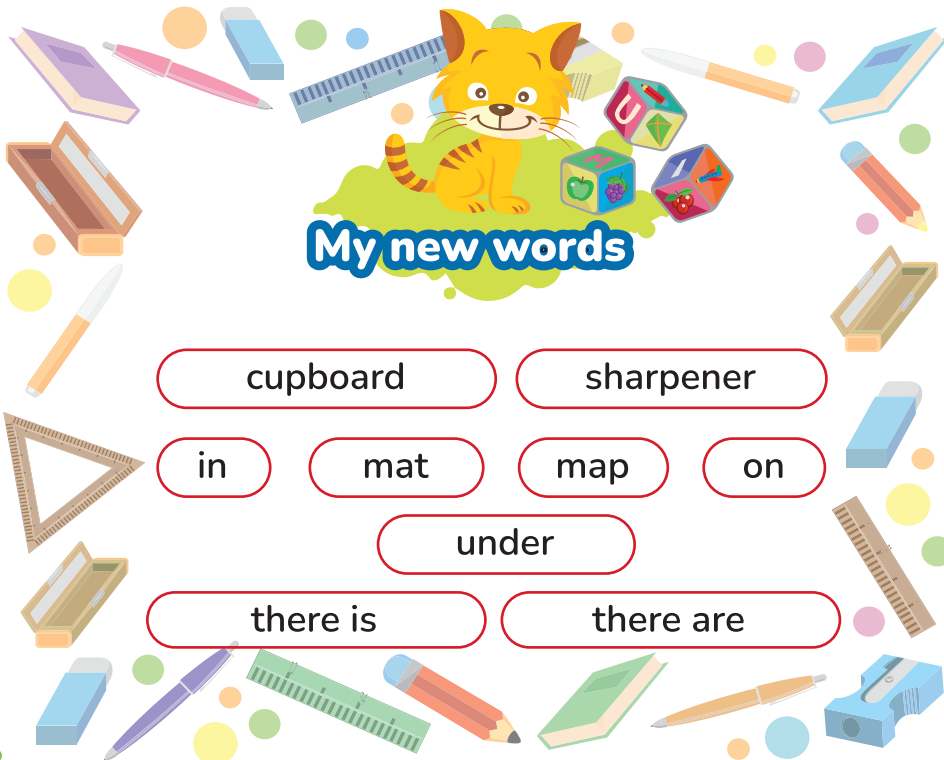 U
M
My new words
cupboard sharpener
in mat map on
under
there is there are